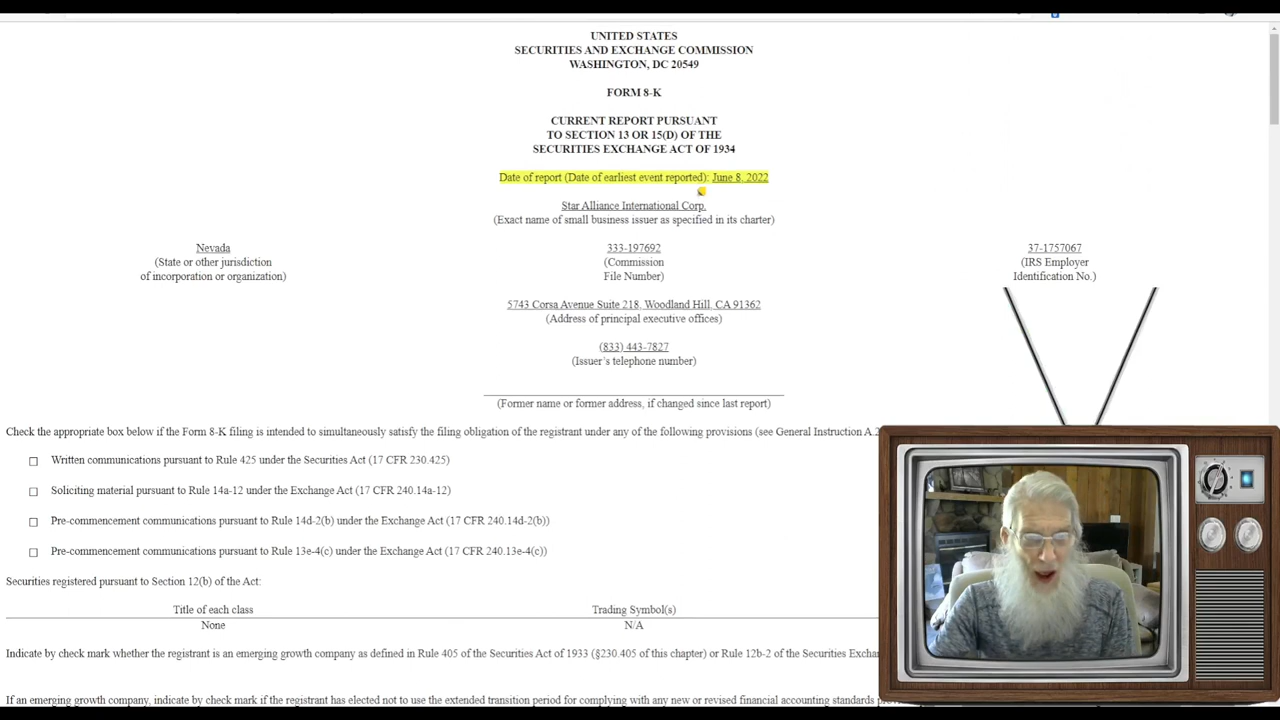 UNITED STATES
SECURITIES AND EXCHANGE COMMISSION
WASHINGTON, DC 20549
FORM 8-K
CURRENT REPORT PURSUANT
TO SECTION 13 OR 15(D) OF THE
SECURITIES EXCHANGE ACT OF 1934
Date of report (Date of earliest event reported): June 8, 2022
Star Alliance International Corp.
(Exact name of small business issuer as specified in its charter)
Nevada 333-197692 37-1757067
(State or other jurisdiction (Commission (IRS Employer
of incorporation or organization) File Number) Identification No.)
5743 Corsa Avenue Suite 218, Woodland Hill, CA 91362
(Address of principal executive offices)
(833) 443-7827
(Issuer’s telephone number)
(Former name or former address, if changed since last report)
Check the appropriate box below if the Form 8-K filing is intended to simultaneously satisfy the filing obligation of the registrant under any of the following provisions (see General Instruction A.2
☐ Written communications pursuant to Rule 425 under the Securities Act (17 CFR 230.425)
☐ Soliciting material pursuant to Rule 14a-12 under the Exchange Act (17 CFR 240.14a-12)
☐ Pre-commencement communications pursuant to Rule 14d-2(b) under the Exchange Act (17 CFR 240.14d-2(b))
☐ Pre-commencement communications pursuant to Rule 13e-4(c) under the Exchange Act (17 CFR 240.13e-4(c))
Securities registered pursuant to Section 12(b) of the Act:
Title of each class Trading Symbol(s)
None N/A
Indicate by check mark whether the registrant is an emerging growth company as defined in Rule 405 of the Securities Act of 1933 (§230.405 of this chapter) or Rule 12b-2 of the Securities
If an emerging growth company, indicate by check mark if the registrant has elected not to use the extended transition period for complying with any new or revised financial accounting standards